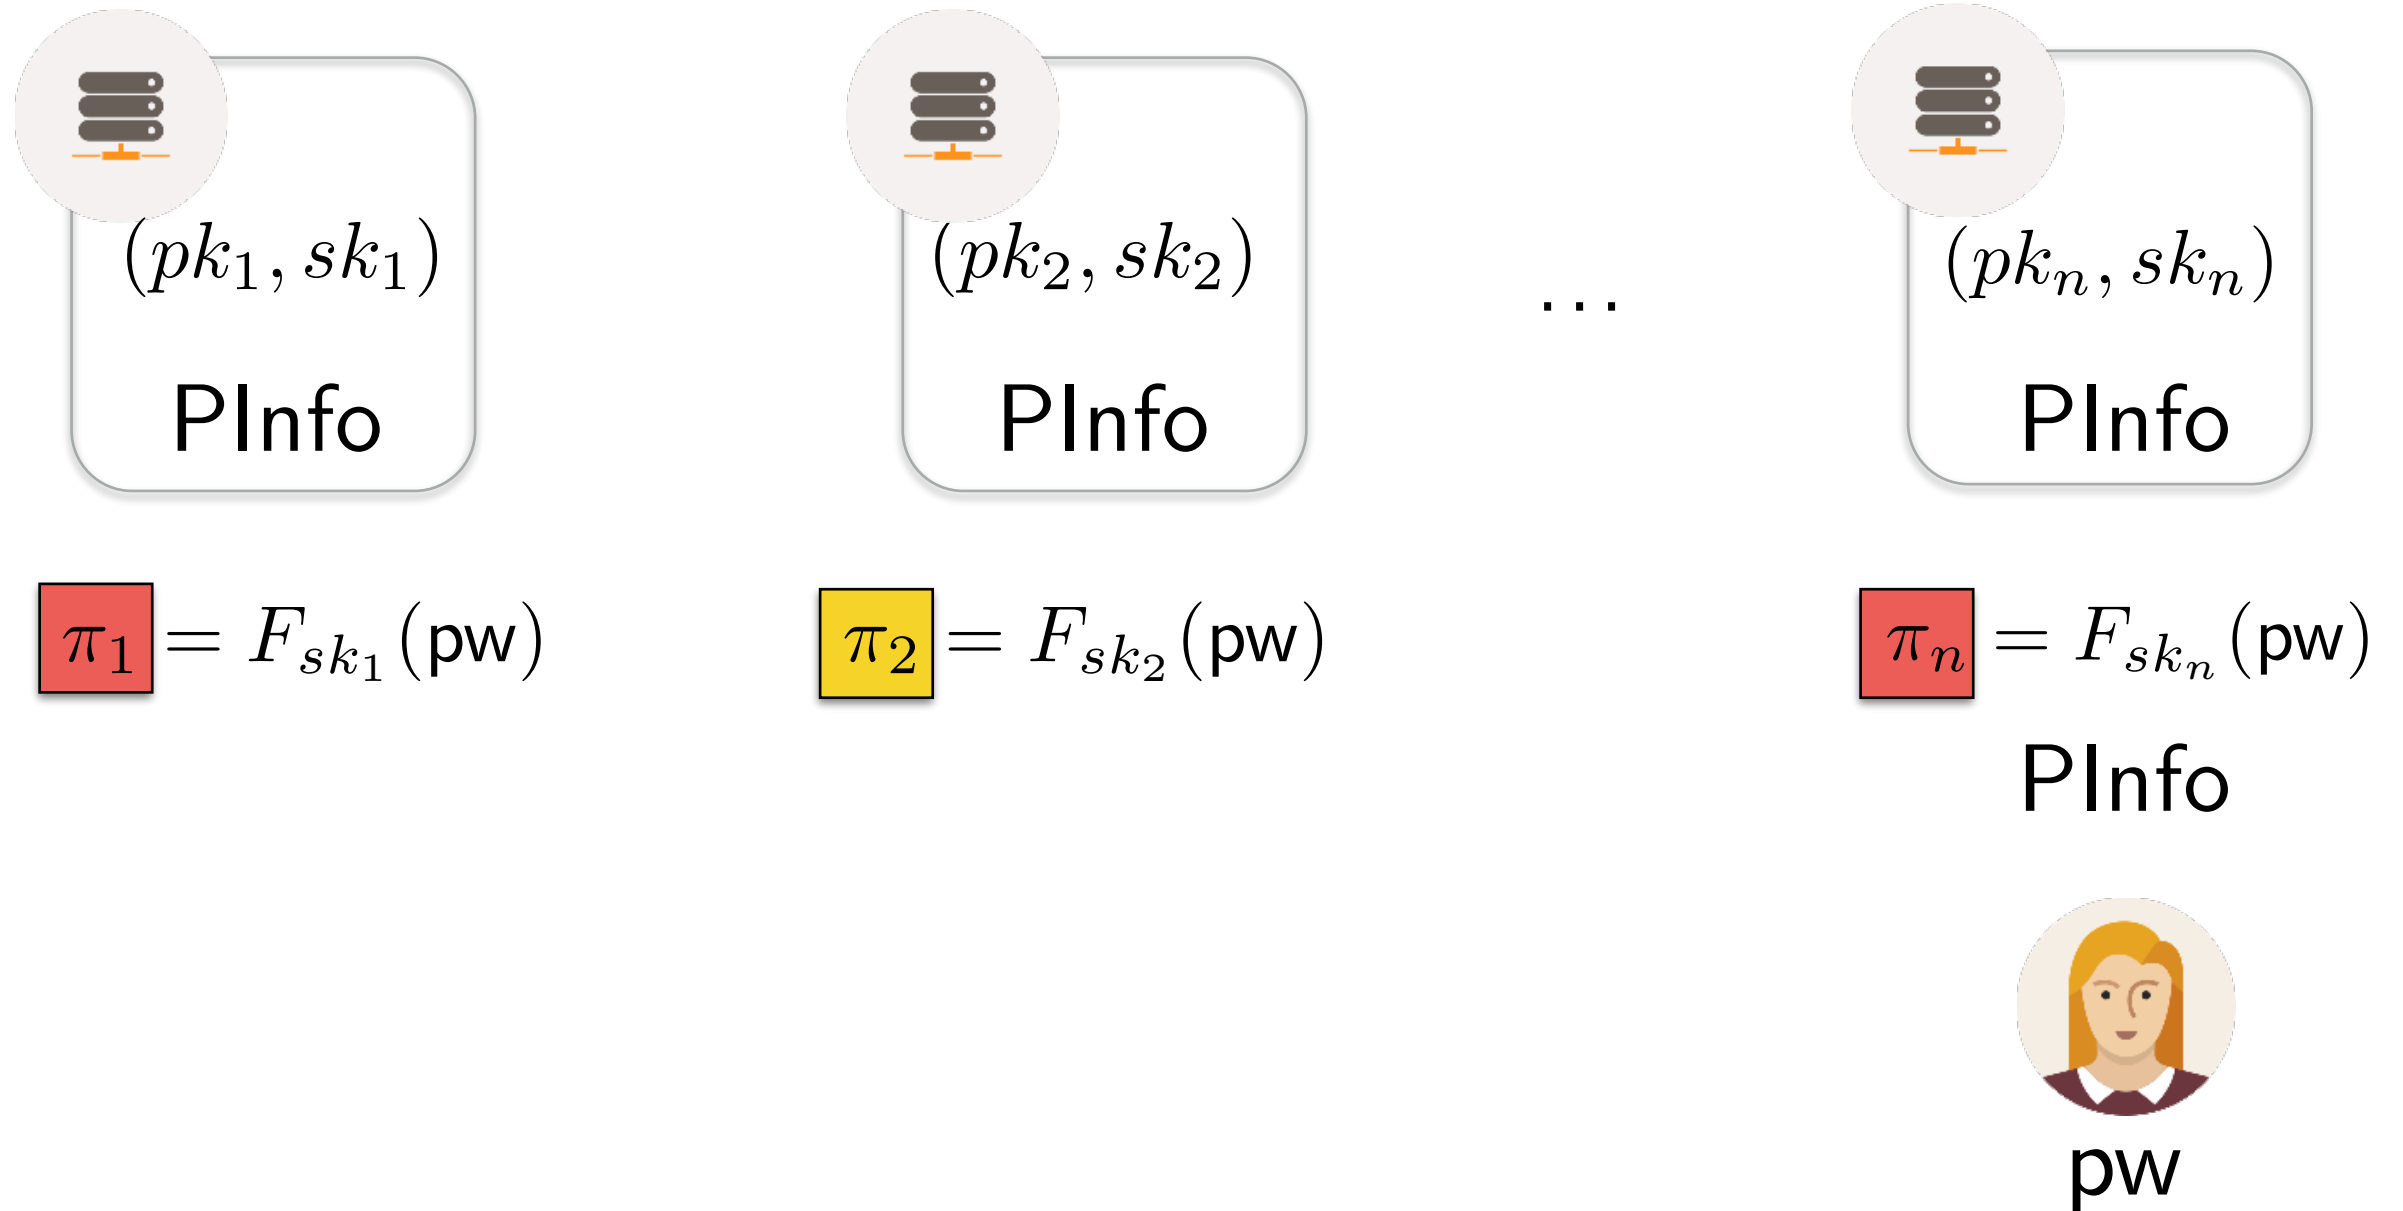 (pk₁, sk₁) (pk₂, sk₂) ... (pkₙ, skₙ)
PInfo PInfo PInfo
π₁ = F_{sk₁}(pw) π₂ = F_{sk₂}(pw) πₙ = F_{skₙ}(pw)
PInfo
pw